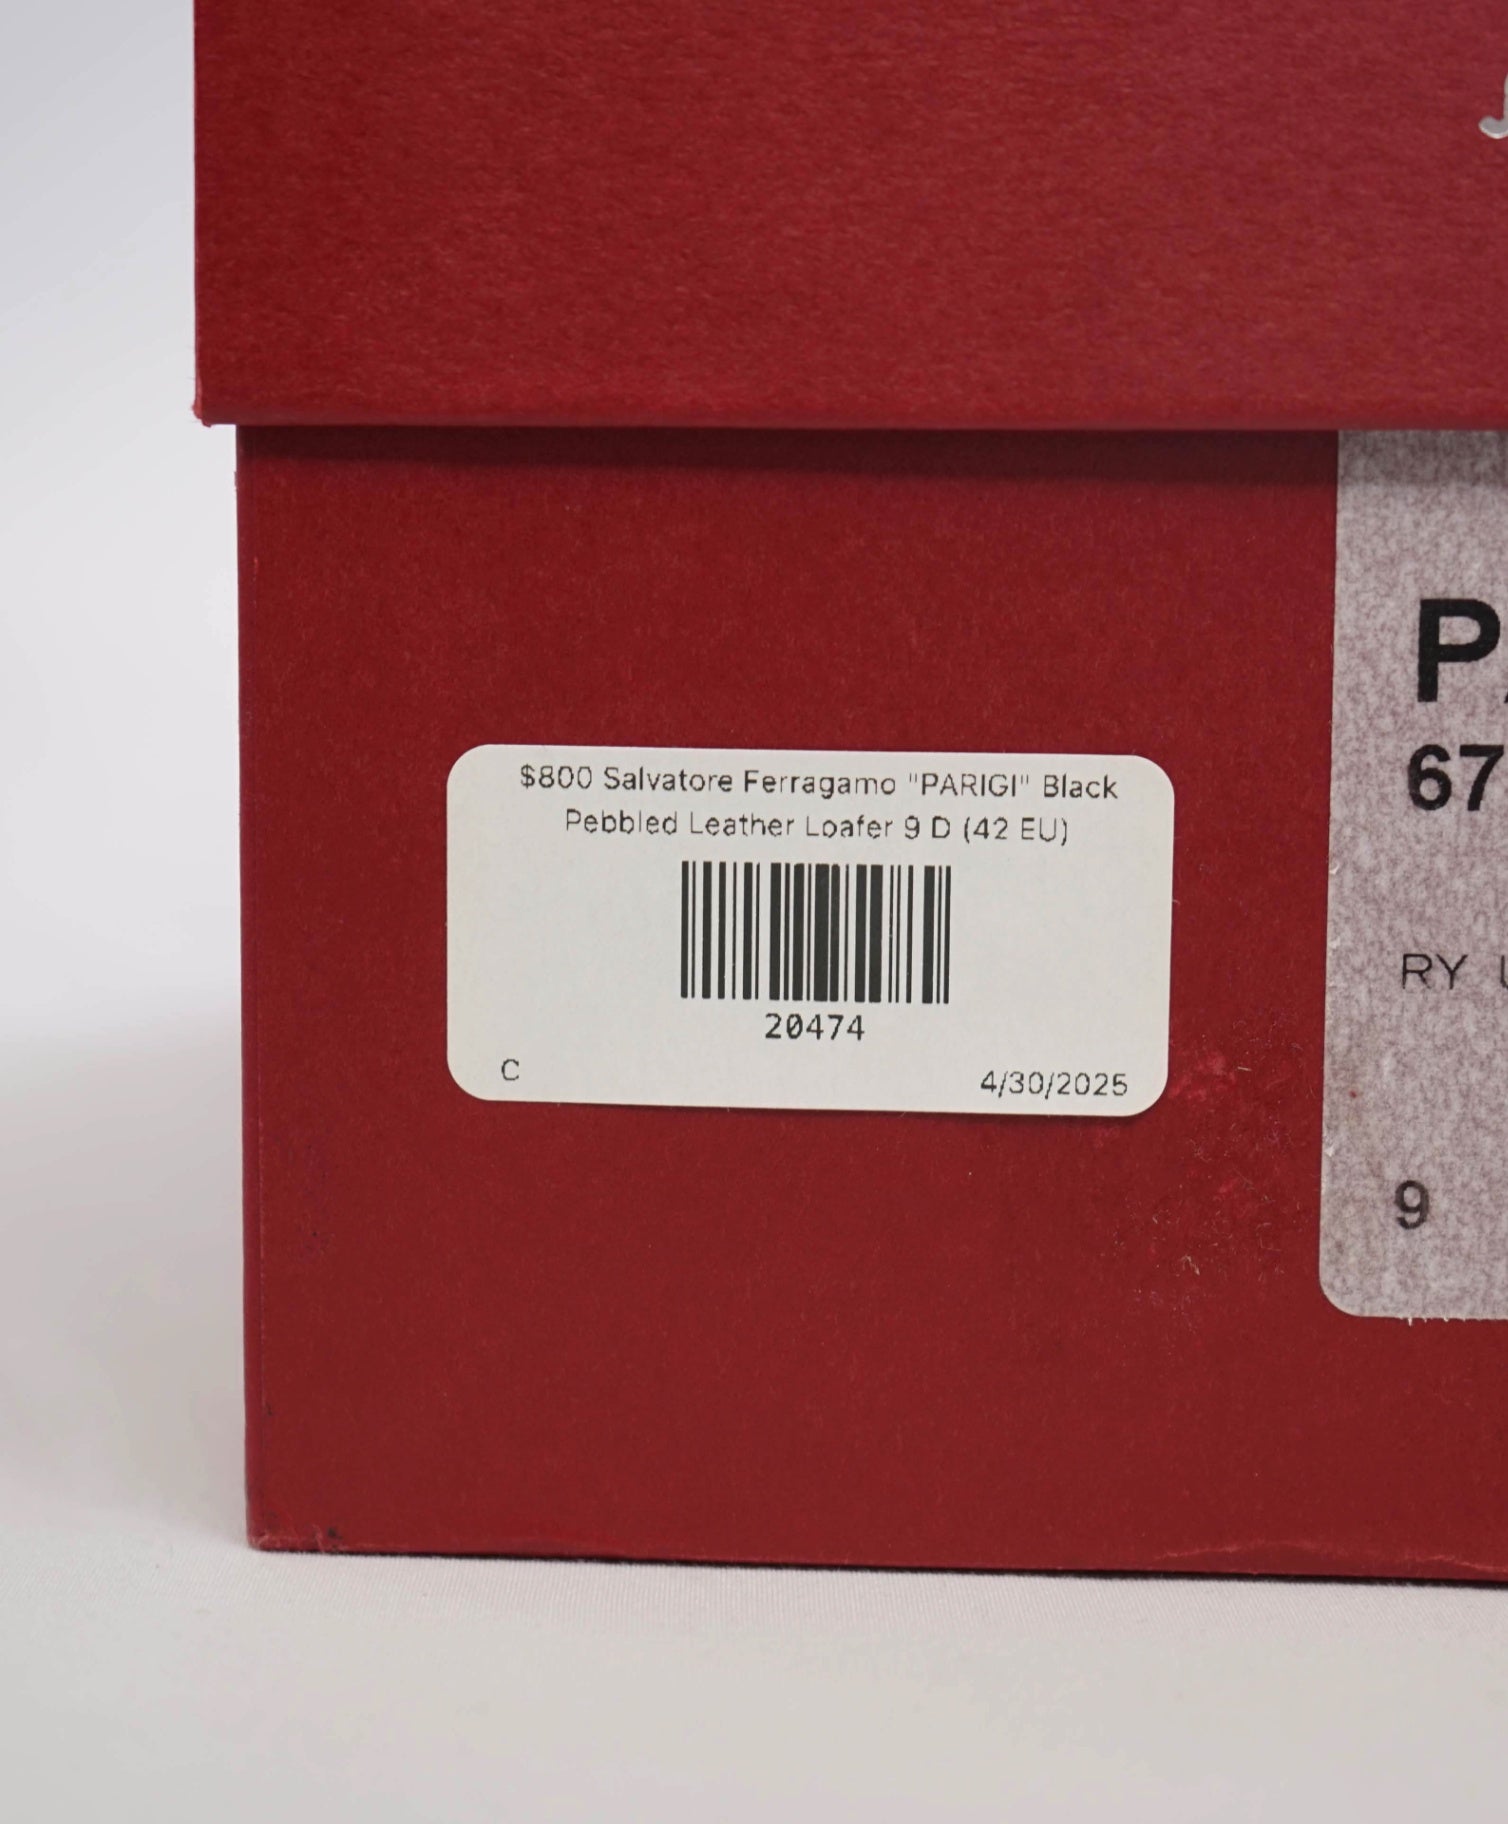 $800 Salvatore Ferragamo "PARIGI" Black
Pebbled Leather Loafer 9 D (42 EU)
20474
C
4/30/2025
P
67
RY
9